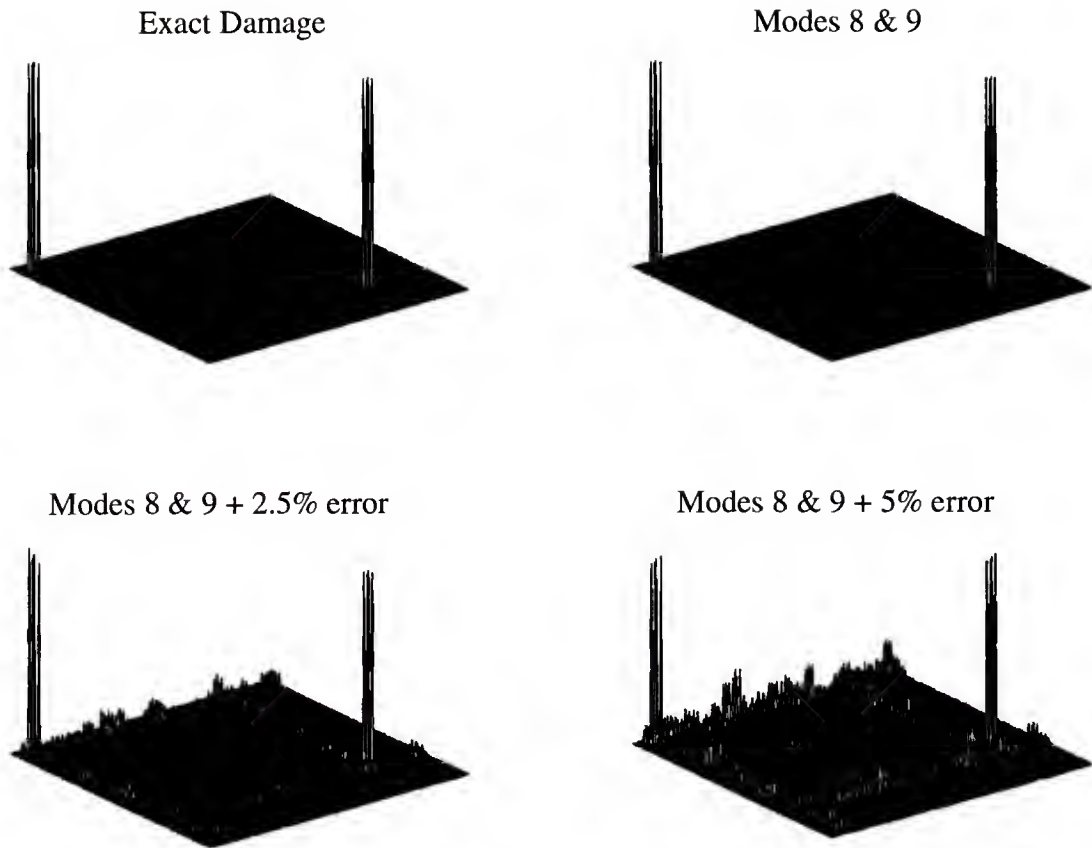 Exact Damage
Modes 8 & 9
Modes 8 & 9 + 2.5% error
Modes 8 & 9 + 5% error